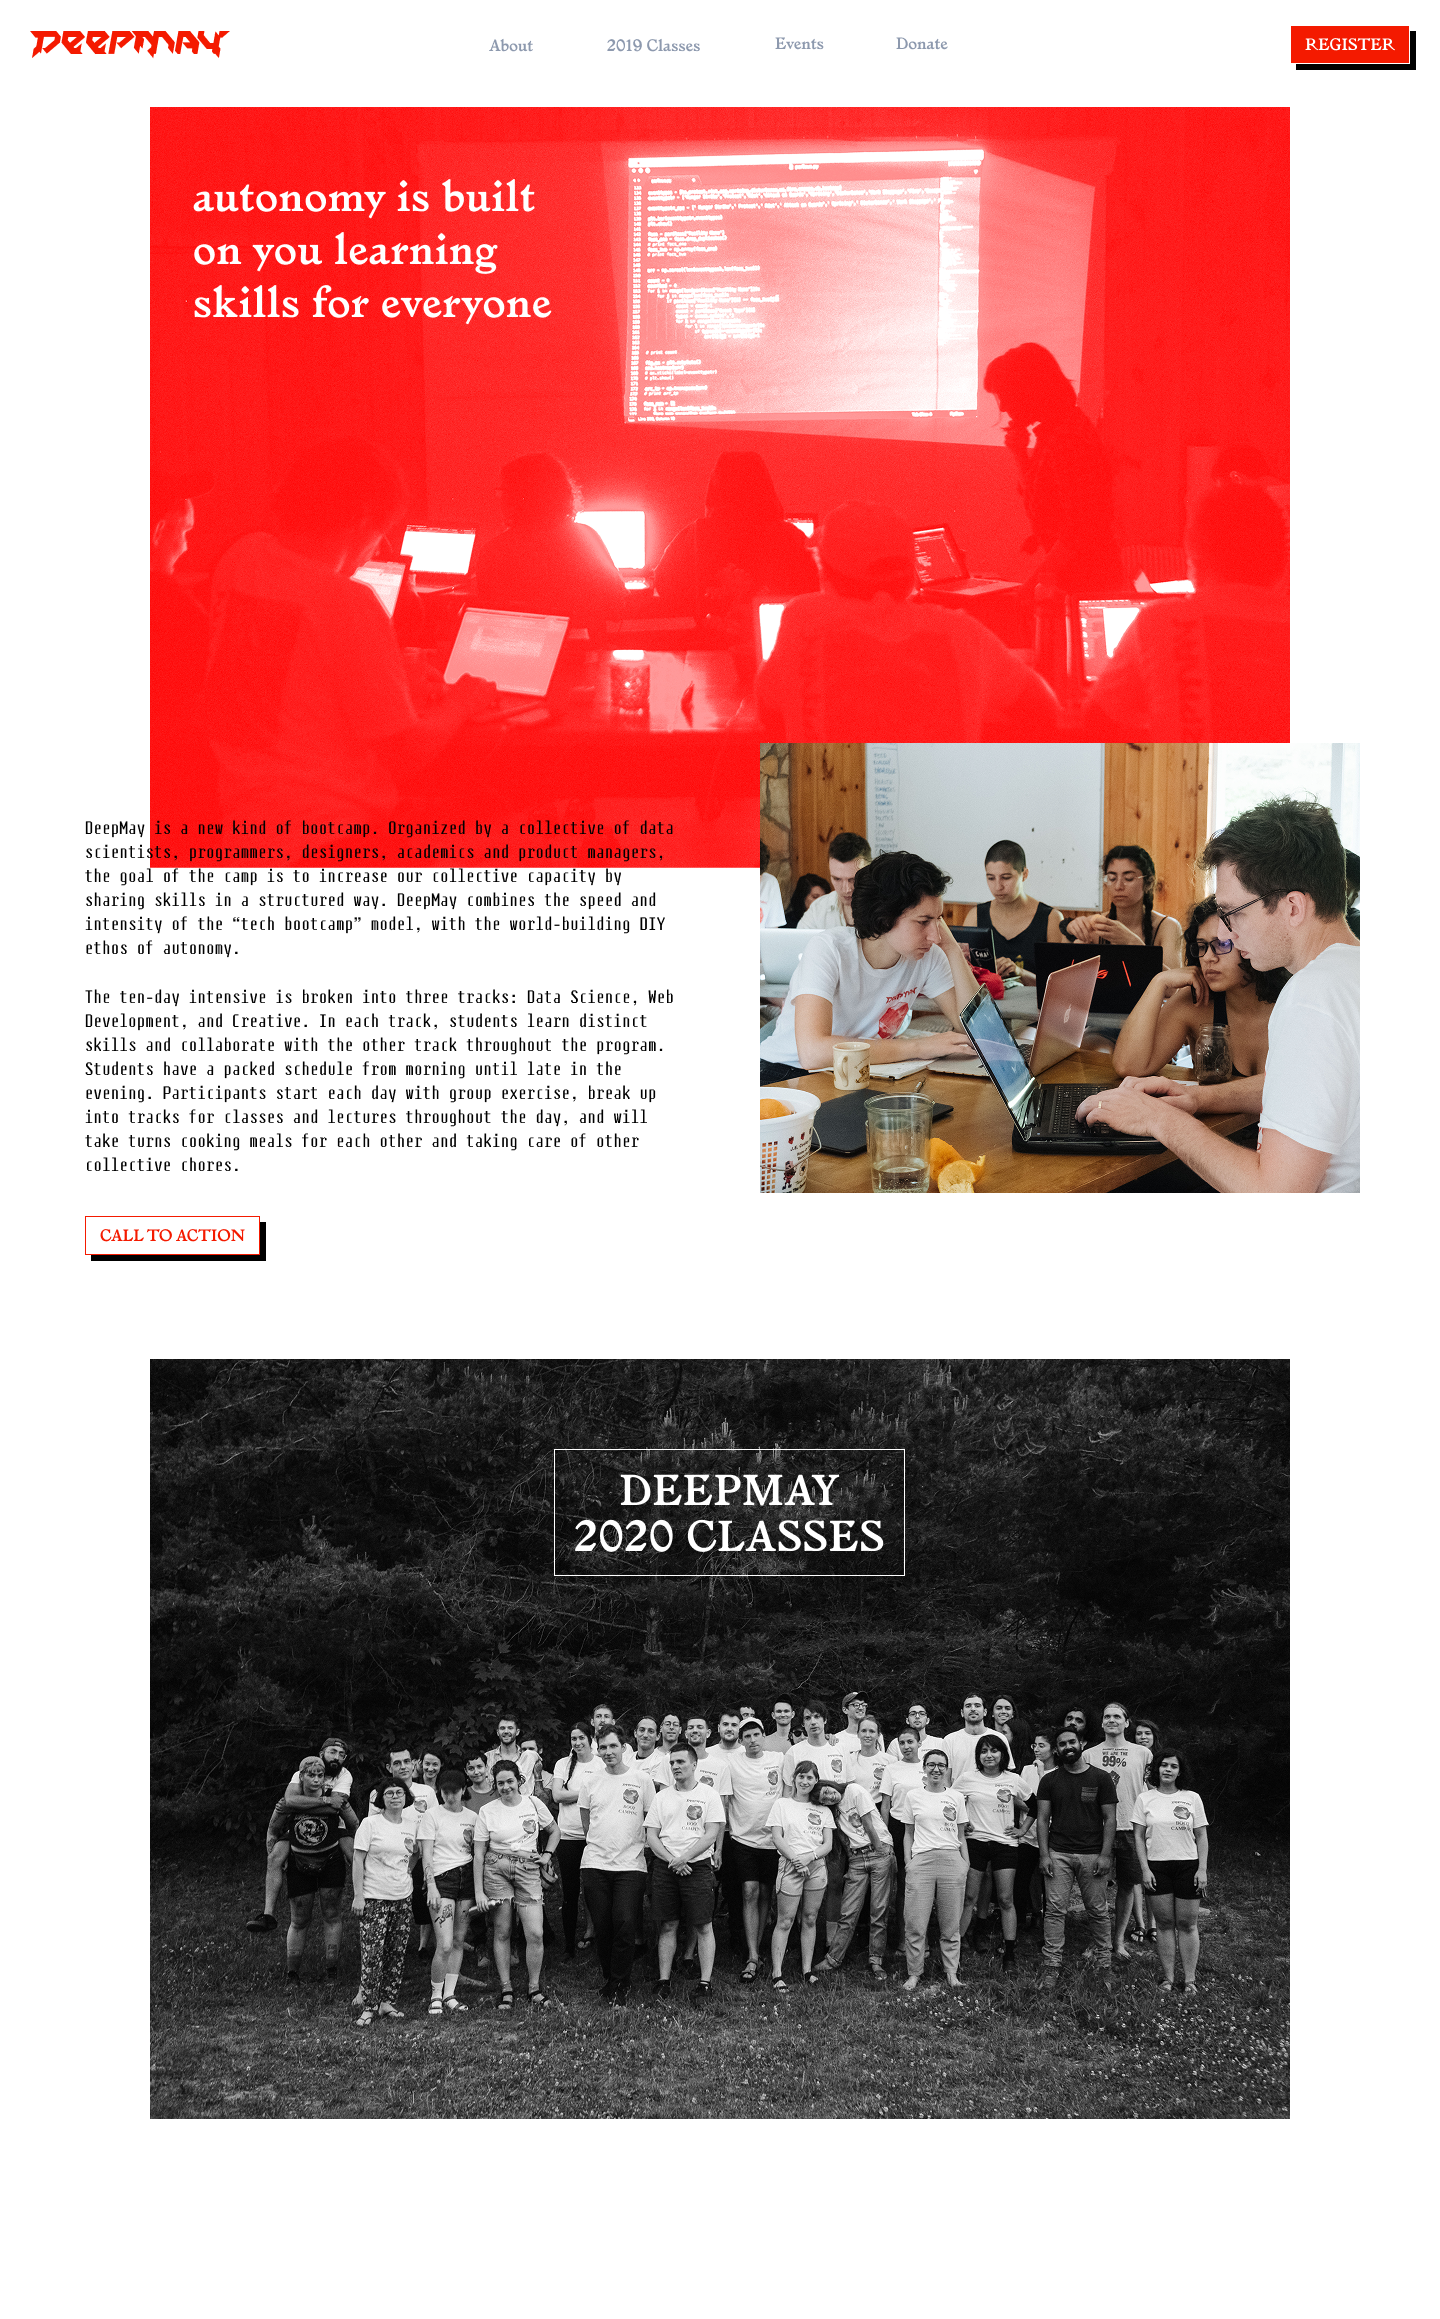 DEEPMAY
About
2019 Classes
Events
Donate
REGISTER
autonomy is built
on you learning
skills for everyone
DeepMay is a new kind of bootcamp. Organized by a collective of data
scientists, programmers, designers, academics and product managers,
the goal of the camp is to increase our collective capacity by
sharing skills in a structured way. DeepMay combines the speed and
intensity of the “tech bootcamp” model, with the world-building DIY
ethos of autonomy.
The ten-day intensive is broken into three tracks: Data Science, Web
Development, and Creative. In each track, students learn distinct
skills and collaborate with the other track throughout the program.
Students have a packed schedule from morning until late in the
evening. Participants start each day with group exercise, break up
into tracks for classes and lectures throughout the day, and will
take turns cooking meals for each other and taking care of other
collective chores.
CALL TO ACTION
DEEPMAY
2020 CLASSES
WE ARE THE
99%